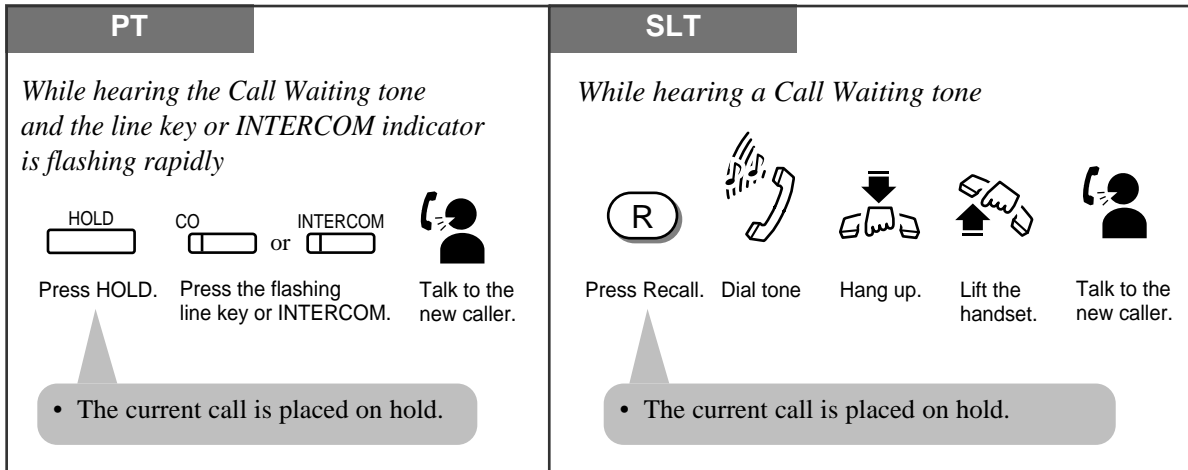 PT
While hearing the Call Waiting tone
and the line key or INTERCOM indicator
is flashing rapidly
HOLD
CO
or
INTERCOM
Press HOLD.
Press the flashing
line key or INTERCOM.
Talk to the
new caller.
• The current call is placed on hold.
SLT
While hearing a Call Waiting tone
R
Press Recall.
Dial tone
Hang up.
Lift the
handset.
Talk to the
new caller.
• The current call is placed on hold.